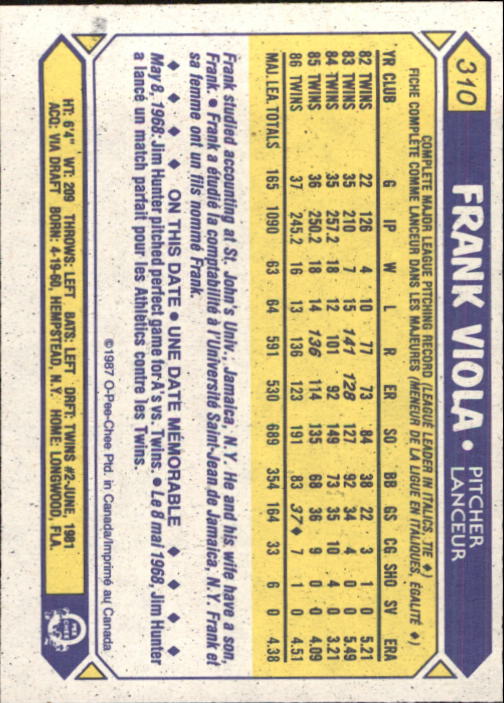 310
FRANK VIOLA • PITCHER
LANCEUR
COMPLETE MAJOR LEAGUE PITCHING RECORD (LEAGUE LEADER IN ITALICS, TIE ♦)
FICHE COMPLÈTE COMME LANCEUR DANS LES MAJEURES (MENEUR DE LA LIGUE EN ITALIQUES, ÉGALITÉ ♦)
YR CLUB G IP W L R ER SO BB GS CG SHO SV ERA
82 TWINS 22 126 4 10 77 73 84 38 22 3 1 0 5.21
83 TWINS 35 210 7 15 141 128 127 92 34 4 0 0 5.49
84 TWINS 35 257.2 18 12 101 92 149 73 35 10 4 0 3.21
85 TWINS 36 250.2 18 14 136 114 135 68 36 9 0 0 4.09
86 TWINS 37 245.2 16 13 136 123 191 83 37♦ 7 1 0 4.51
MAJ. LEA. TOTALS 165 1090 63 64 591 530 689 354 164 33 6 0 4.38
Frank studied accounting at St. John's Univ., Jamaica, N.Y. He and his wife have a son,
Frank. • Frank a étudié la comptabilité à l'Université Saint-Jean de Jamaica, N.Y. Frank et
sa femme ont un fils nommé Frank.
♦ ♦ ♦ ♦ ON THIS DATE • UNE DATE MÉMORABLE ♦ ♦ ♦ ♦
May 8, 1968: Jim Hunter pitched perfect game for A's vs. Twins. • Le 8 mai 1968, Jim Hunter
a lancé un match parfait pour les Athletics contre les Twins.
©1987 O-Pee-Chee Ptd. in Canada/Imprimé au Canada
HT: 6'4" WT: 209 THROWS: LEFT BATS: LEFT DRFT: TWINS #2-JUNE, 1981
ACQ: VIA DRAFT BORN: 4-19-60, HEMPSTEAD, N.Y. HOME: LONGWOOD, FLA.
O PEE CHEE